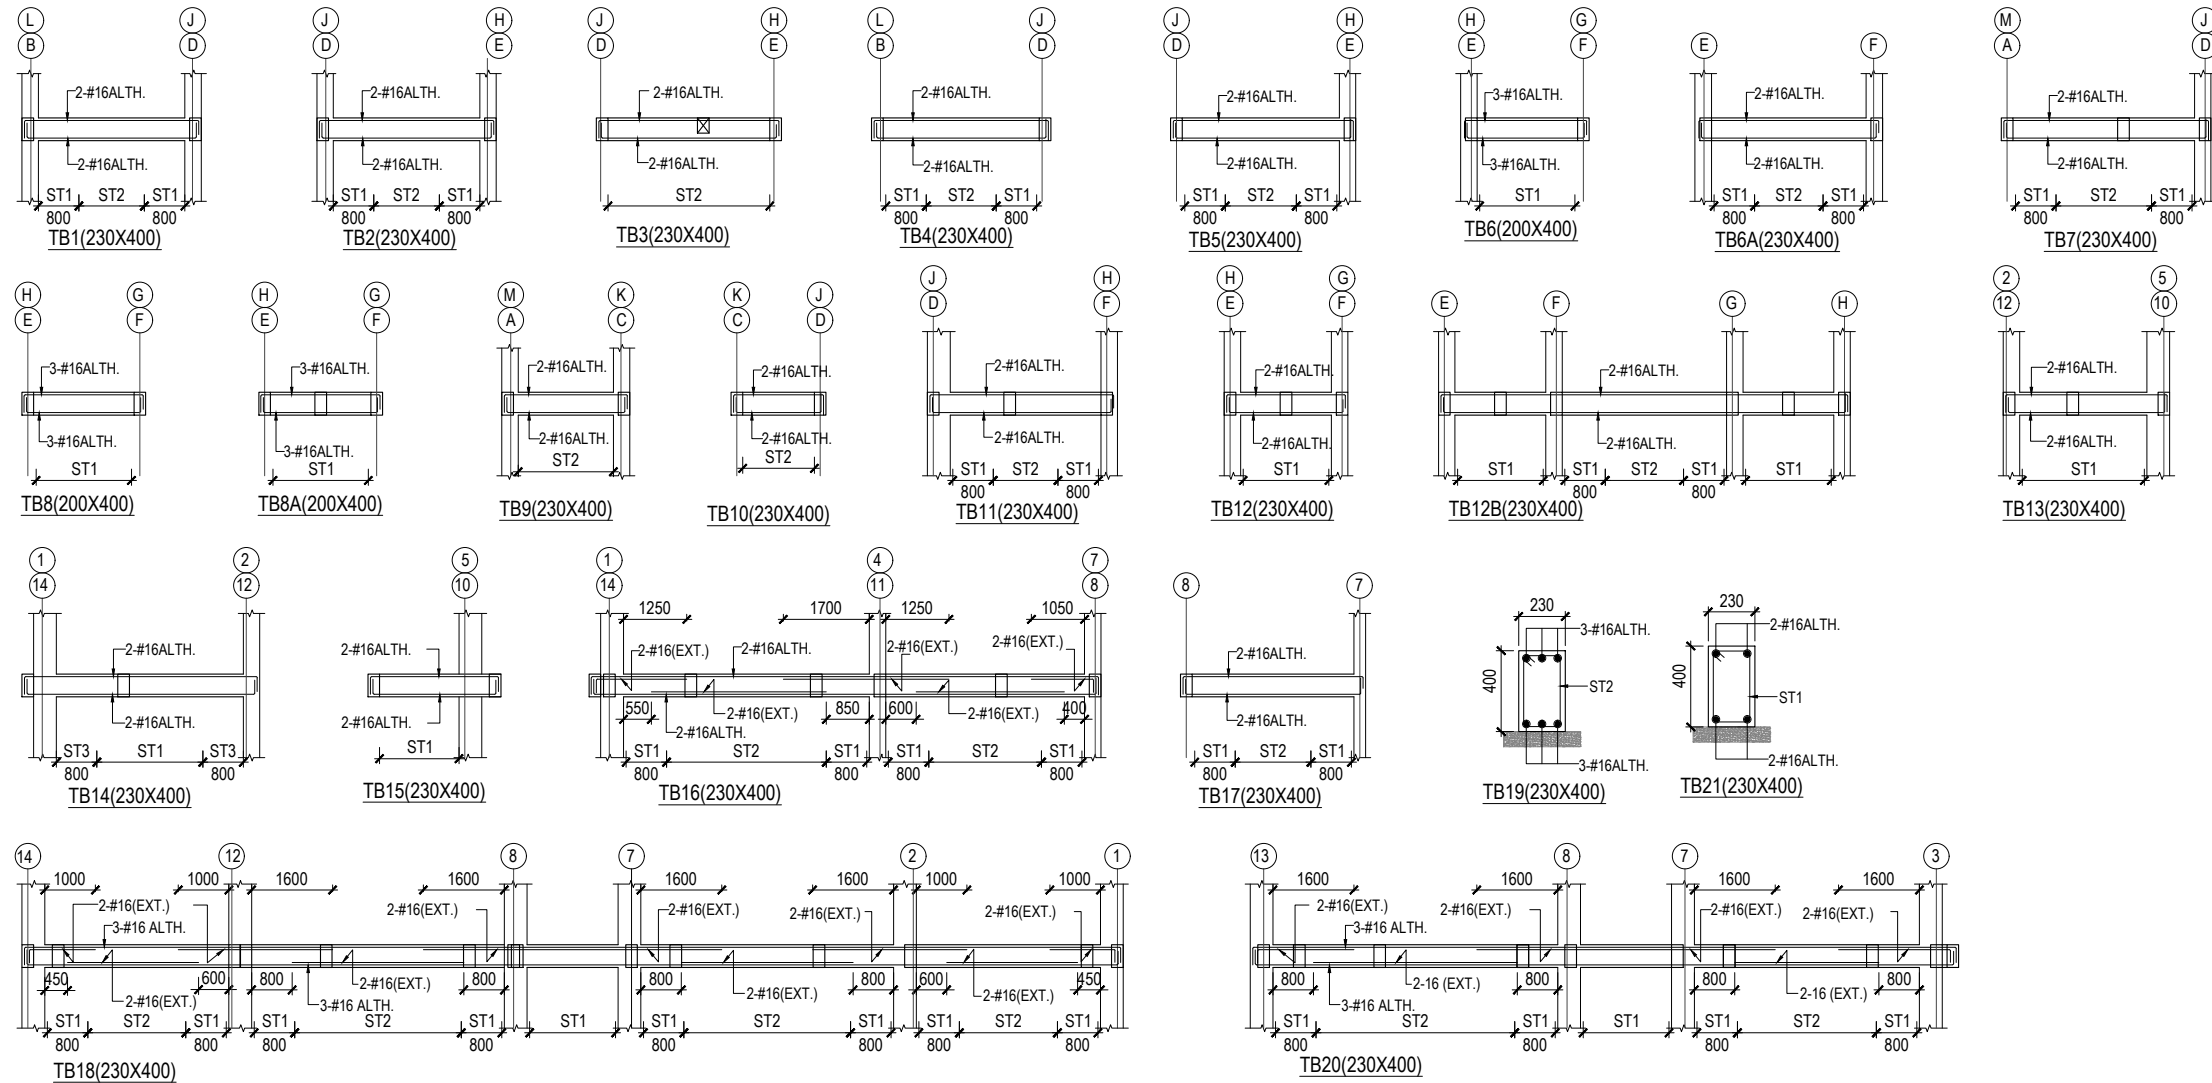 L J J H J H L J J H H G M J
B D D E D E B D D E E F E F A D
2-#16ALTH. 2-#16ALTH. 2-#16ALTH. 2-#16ALTH. 2-#16ALTH. 3-#16ALTH. 2-#16ALTH. 2-#16ALTH.
2-#16ALTH. 2-#16ALTH. 2-#16ALTH. 2-#16ALTH. 2-#16ALTH. 3-#16ALTH. 2-#16ALTH. 2-#16ALTH.
ST1 ST2 ST1 ST1 ST2 ST1 ST2 ST1 ST2 ST1 ST1 ST2 ST1 ST1 ST1 ST2 ST1 ST1 ST2 ST1
800 800 800 800 800 800 800 800 800 800 800 800
TB1(230X400) TB2(230X400) TB3(230X400) TB4(230X400) TB5(230X400) TB6(200X400) TB6A(230X400) TB7(230X400)
H G H G M K K J J H H G E F G H 2 5
E F E F A C C D D F E F 12 10
3-#16ALTH. 3-#16ALTH. 2-#16ALTH. 2-#16ALTH. 2-#16ALTH. 2-#16ALTH. 2-#16ALTH. 2-#16ALTH.
3-#16ALTH. 3-#16ALTH. 2-#16ALTH. 2-#16ALTH. 2-#16ALTH. 2-#16ALTH. 2-#16ALTH. 2-#16ALTH.
ST1 ST1 ST2 ST2 ST1 ST2 ST1 ST1 ST1 ST1 ST2 ST1 ST1 ST1
800 800 800 800
TB8(200X400) TB8A(200X400) TB9(230X400) TB10(230X400) TB11(230X400) TB12(230X400) TB12B(230X400) TB13(230X400)
1 2 5 1 4 7 8 7
14 12 10 14 11 8
1250 1700 1250 1050 230 230
2-#16ALTH. 2-#16ALTH. 2-#16(EXT.) 2-#16ALTH. 2-#16(EXT.) 2-#16(EXT.) 2-#16ALTH. 3-#16ALTH. 2-#16ALTH.
400 ST2 400 ST1
2-#16ALTH. 2-#16ALTH. 550 2-#16ALTH. 2-#16(EXT.) 850 600 2-#16(EXT.) 400 2-#16ALTH. 3-#16ALTH. 2-#16ALTH.
ST3 ST1 ST3 ST1 ST1 ST2 ST1 ST1 ST2 ST1 ST1 ST2 ST1
800 800 800 800 800 800 800 800
TB14(230X400) TB15(230X400) TB16(230X400) TB17(230X400) TB19(230X400) TB21(230X400)
14 12 8 7 2 1 13 8 7 3
1000 1000 1600 1600 1600 1600 1000 1000 1600 1600 1600 1600
2-#16(EXT.) 2-#16(EXT.) 2-#16(EXT.) 2-#16(EXT.) 2-#16(EXT.) 2-#16(EXT.) 2-#16(EXT.) 2-#16(EXT.) 2-#16(EXT.)
3-#16 ALTH. 3-#16 ALTH.
450 600 800 800 800 800 600 450 800 800 800 800
2-#16(EXT.) 2-#16(EXT.) 2-#16(EXT.) 2-#16(EXT.) 2-16 (EXT.) 2-16 (EXT.)
3-#16 ALTH. 3-#16 ALTH.
ST1 ST2 ST1 ST1 ST2 ST1 ST1 ST1 ST2 ST1 ST1 ST2 ST1 ST1 ST2 ST1 ST1 ST1 ST2 ST1
800 800 800 800 800 800 800 800 800 800 800 800
TB18(230X400) TB20(230X400)